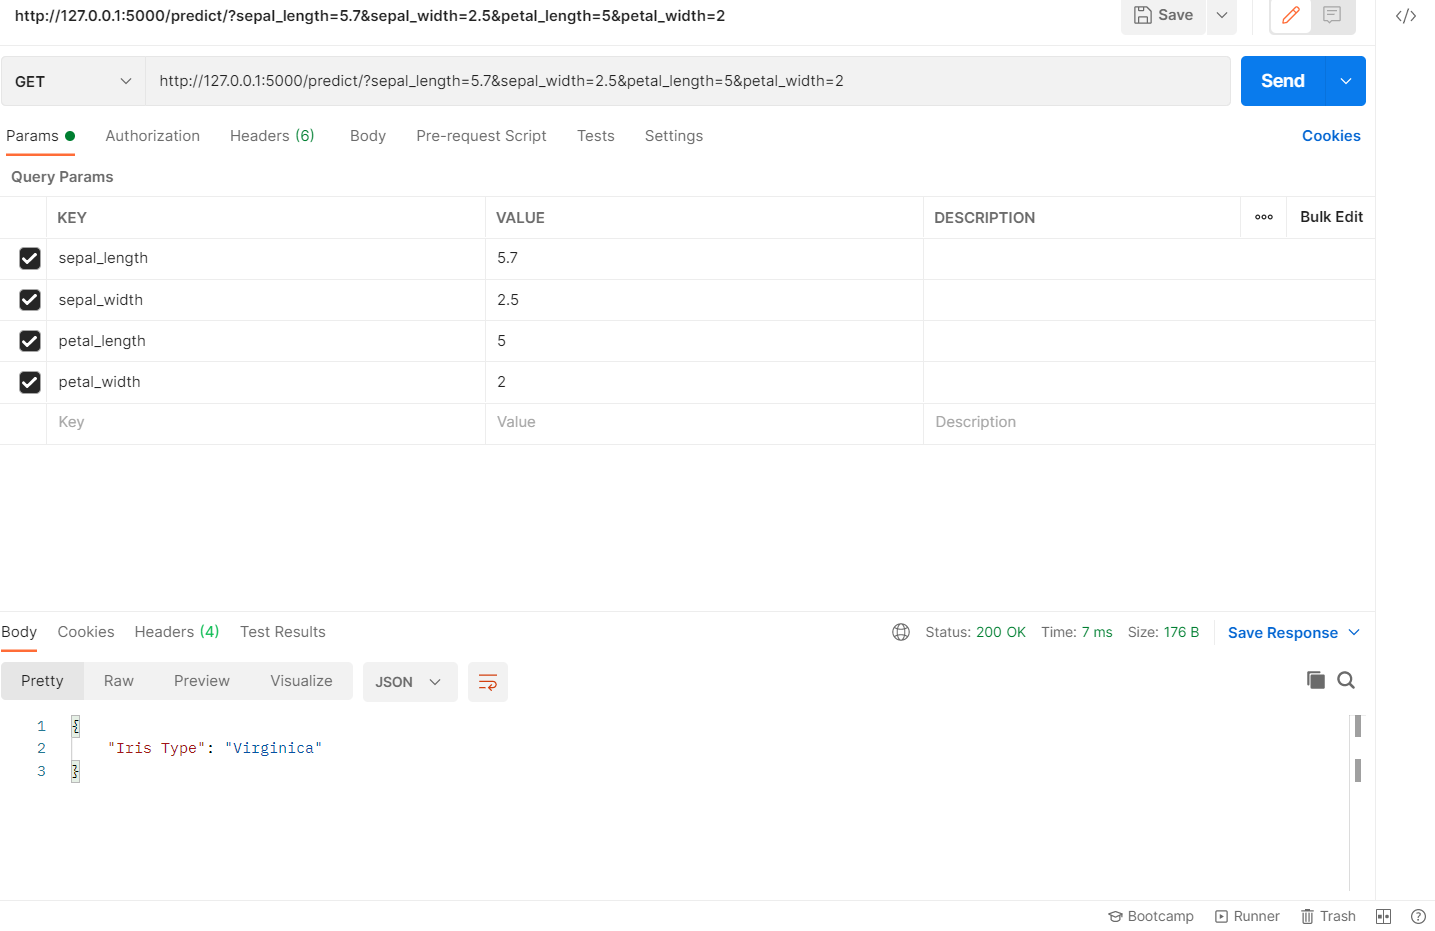 http://127.0.0.1:5000/predict/?sepal_length=5.7&sepal_width=2.5&petal_length=5&petal_width=2
Save
GET
http://127.0.0.1:5000/predict/?sepal_length=5.7&sepal_width=2.5&petal_length=5&petal_width=2
Send
Params Authorization Headers (6) Body Pre-request Script Tests Settings Cookies
Query Params
KEY VALUE DESCRIPTION ooo Bulk Edit
sepal_length 5.7
sepal_width 2.5
petal_length 5
petal_width 2
Key Value Description
Body Cookies Headers (4) Test Results Status: 200 OK Time: 7 ms Size: 176 B Save Response
Pretty Raw Preview Visualize JSON
1 {
2 "Iris Type": "Virginica"
3 }
Bootcamp Runner Trash